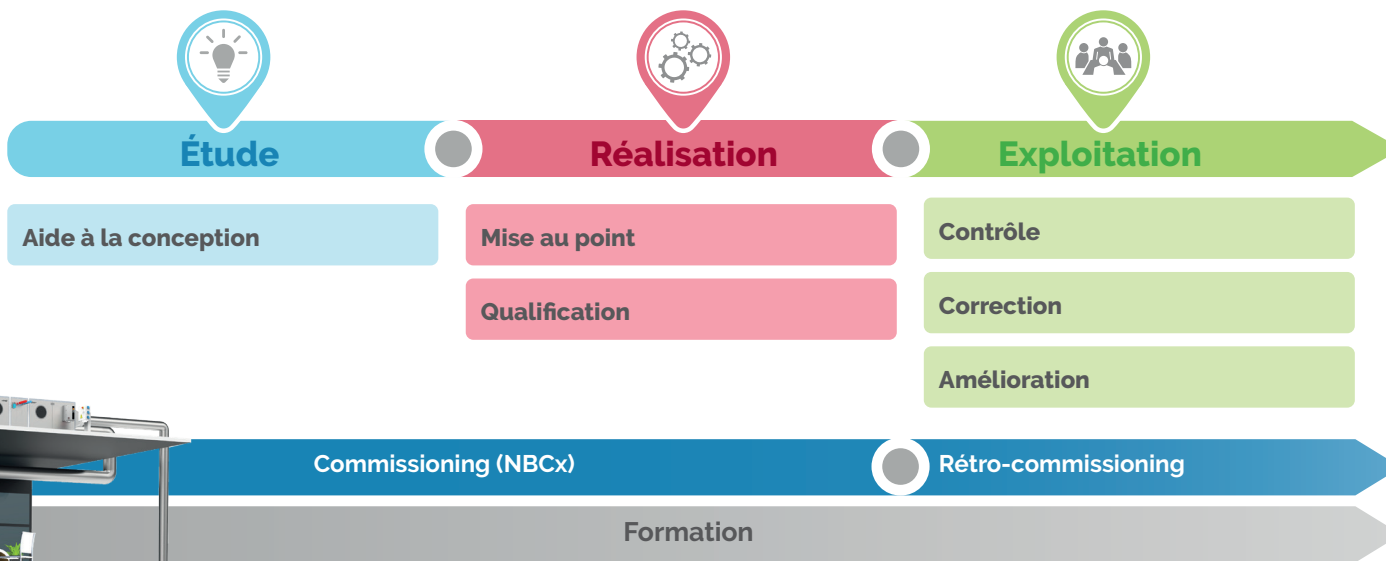 Étude
Réalisation
Exploitation
Aide à la conception
Mise au point
Qualification
Contrôle
Correction
Amélioration
Commissioning (NBCx)
Rétro-commissioning
Formation